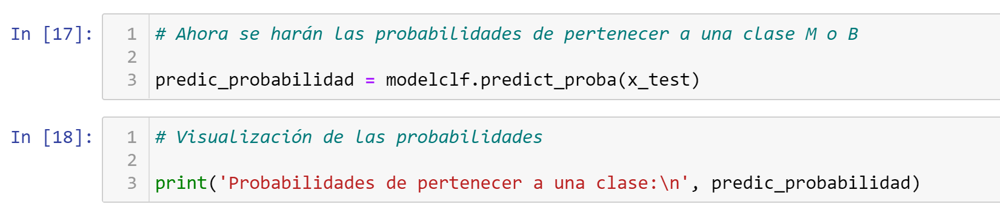 In [17]:
1 # Ahora se harán las probabilidades de pertenecer a una clase M o B
2
3 predic_probabilidad = modelclf.predict_proba(x_test)
In [18]:
1 # Visualización de las probabilidades
2
3 print('Probabilidades de pertenecer a una clase:\n', predic_probabilidad)